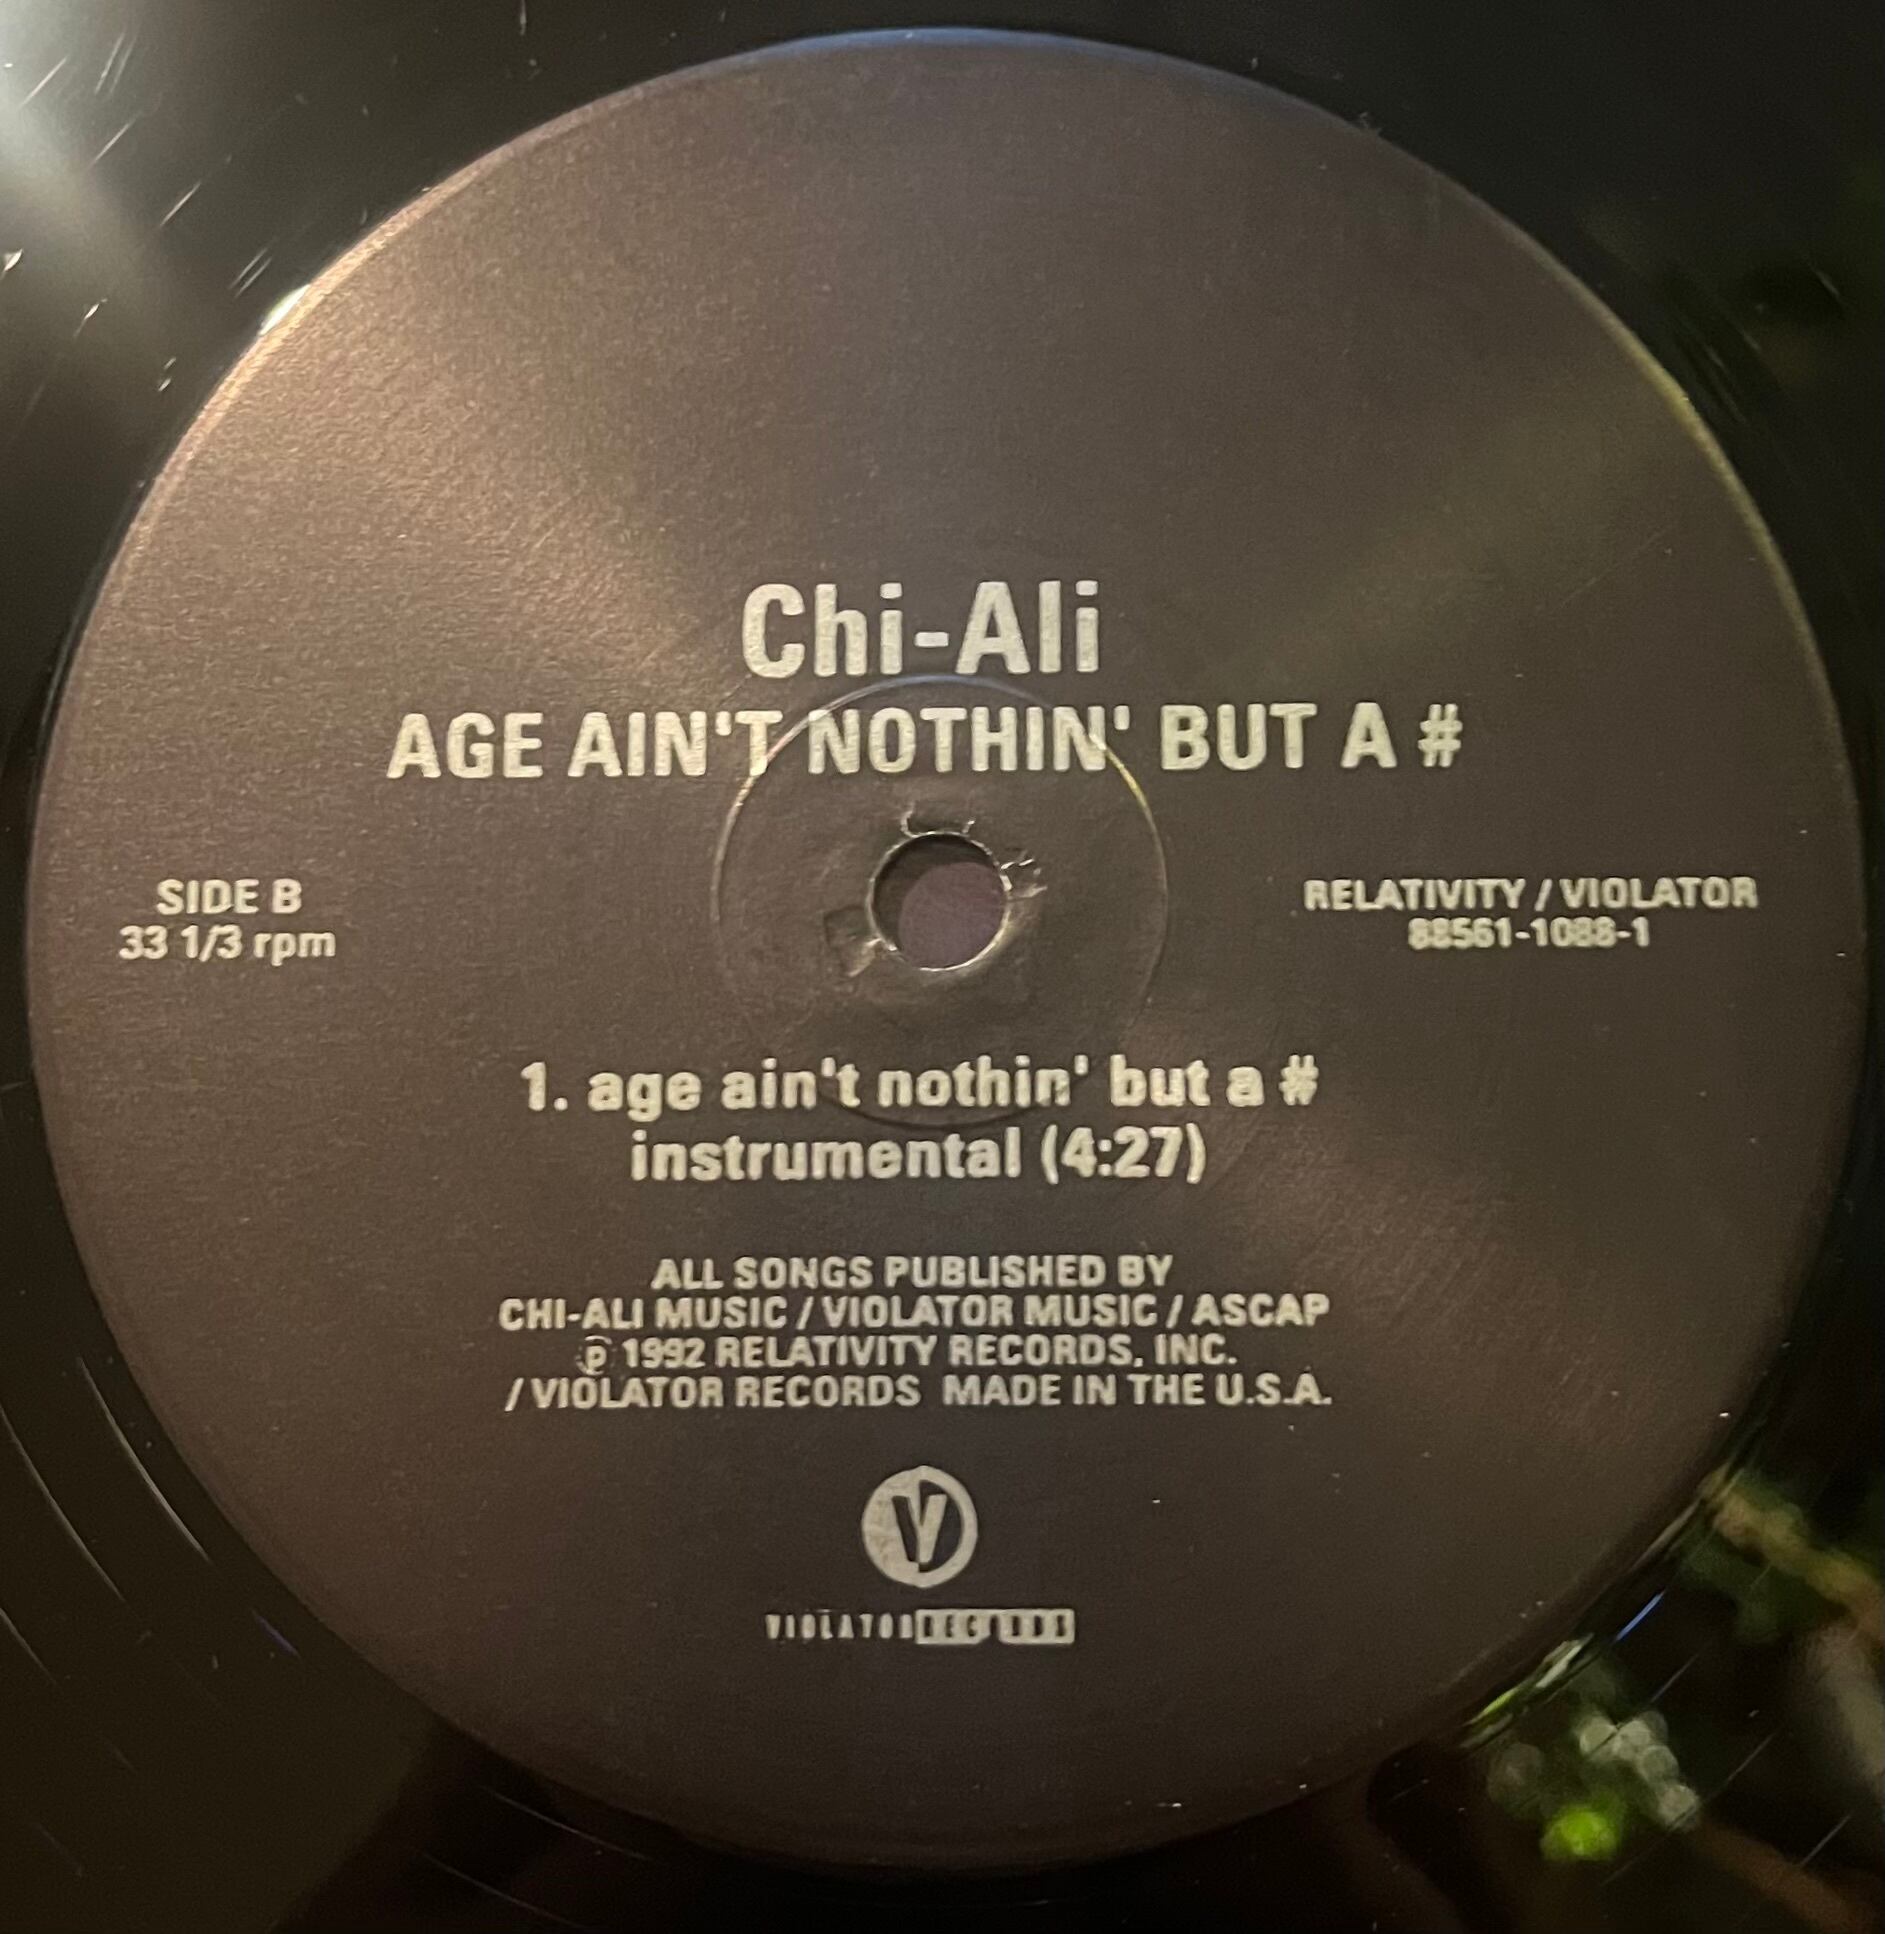 Chi-Ali
AGE AIN'T NOTHIN' BUT A #
SIDE B
33 1/3 rpm
RELATIVITY / VIOLATOR
88561-1088-1
1. age ain't nothin' but a #
instrumental (4:27)
ALL SONGS PUBLISHED BY
CHI-ALI MUSIC / VIOLATOR MUSIC / ASCAP
℗ 1992 RELATIVITY RECORDS, INC.
/ VIOLATOR RECORDS MADE IN THE U.S.A.
V
VIOLATOR RECORDS